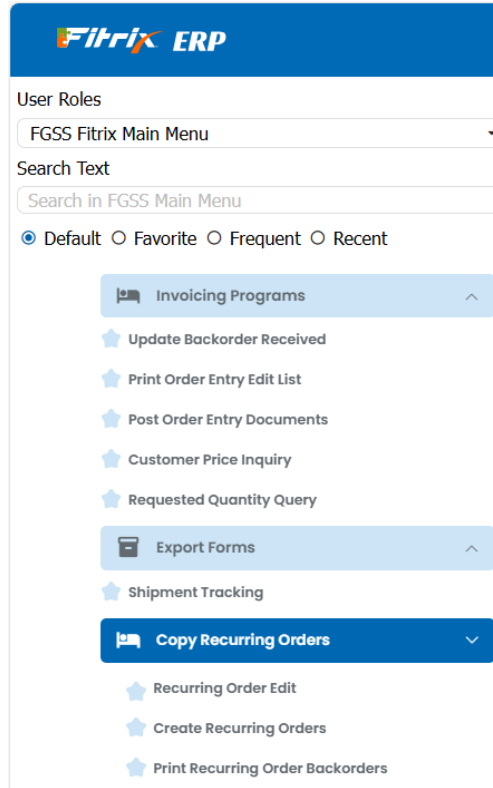 Fitrix ERP
User Roles
FGSS Fitrix Main Menu
Search Text
Search in FGSS Main Menu
Default Favorite Frequent Recent
Invoicing Programs
Update Backorder Received
Print Order Entry Edit List
Post Order Entry Documents
Customer Price Inquiry
Requested Quantity Query
Export Forms
Shipment Tracking
Copy Recurring Orders
Recurring Order Edit
Create Recurring Orders
Print Recurring Order Backorders